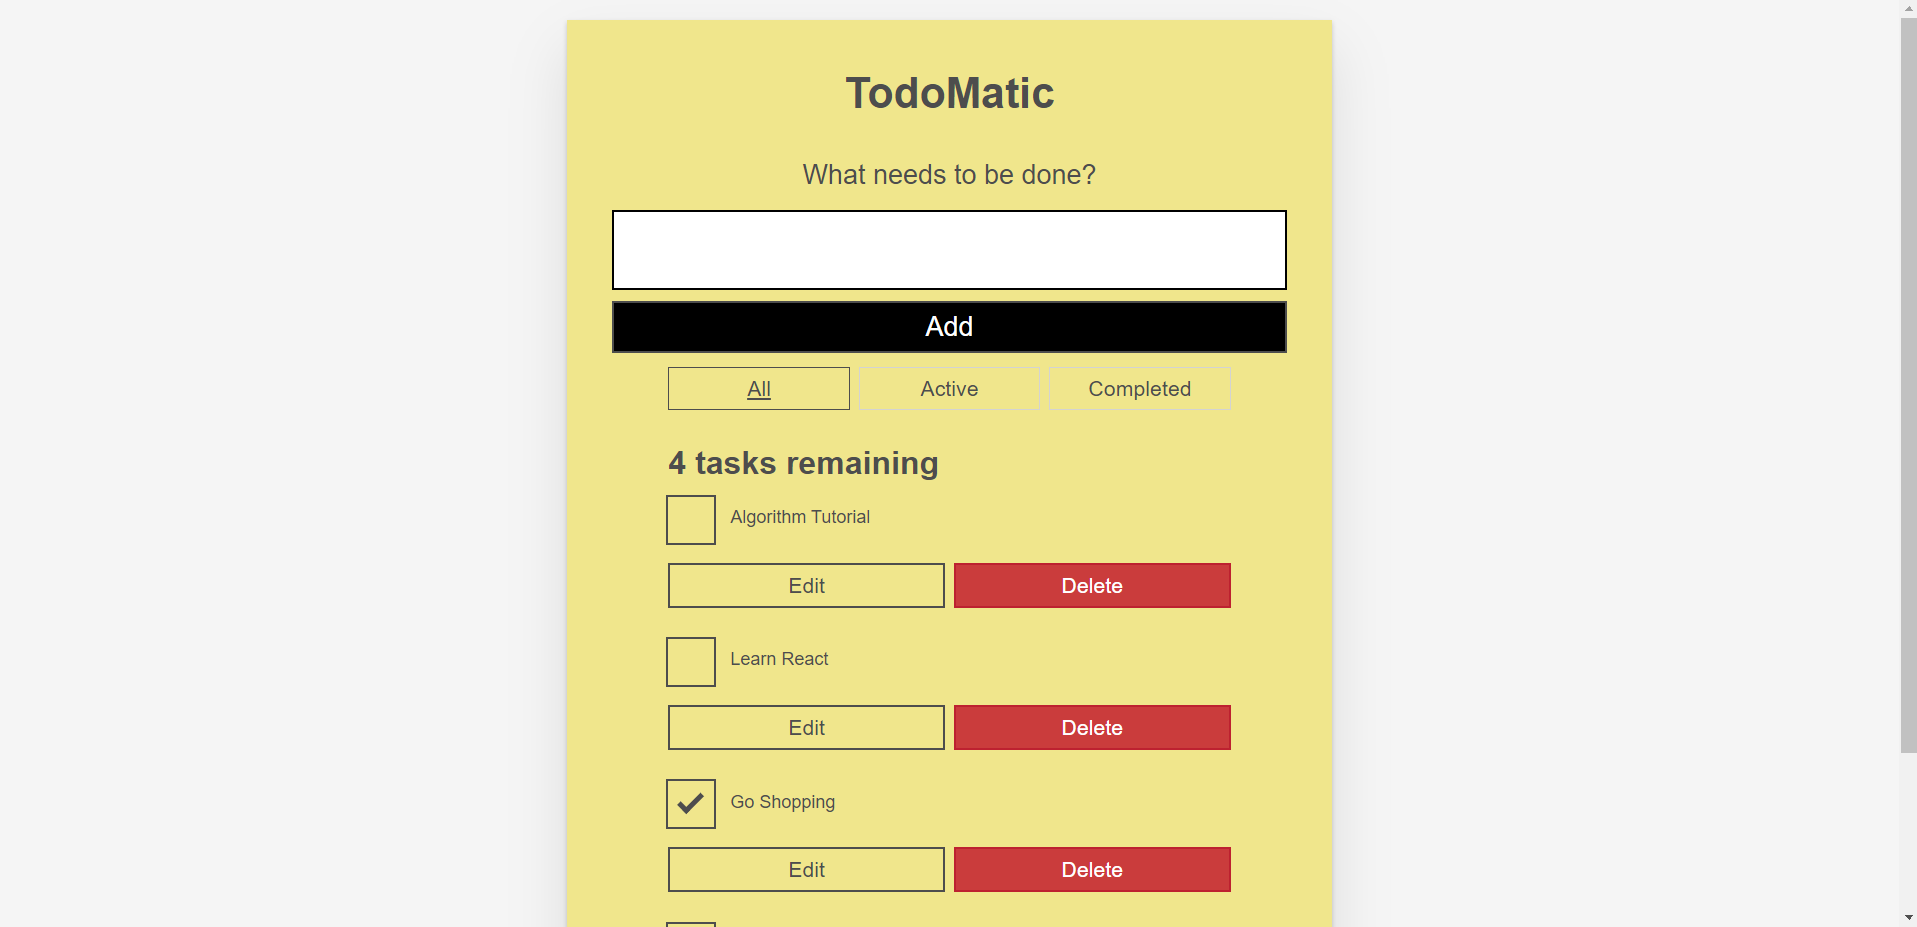 TodoMatic
What needs to be done?
Add
All Active Completed
4 tasks remaining
Algorithm Tutorial
Edit Delete
Learn React
Edit Delete
Go Shopping
Edit Delete